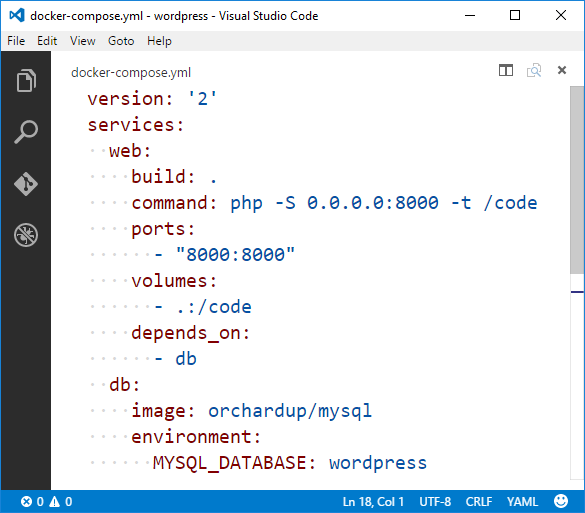 docker-compose.yml - wordpress - Visual Studio Code
File Edit View Goto Help
docker-compose.yml
version: '2'
services:
  web:
    build: .
    command: php -S 0.0.0.0:8000 -t /code
    ports:
      - "8000:8000"
    volumes:
      - .:/code
    depends_on:
      - db
  db:
    image: orchardup/mysql
    environment:
      MYSQL_DATABASE: wordpress
0 0 Ln 18, Col 1 UTF-8 CRLF YAML